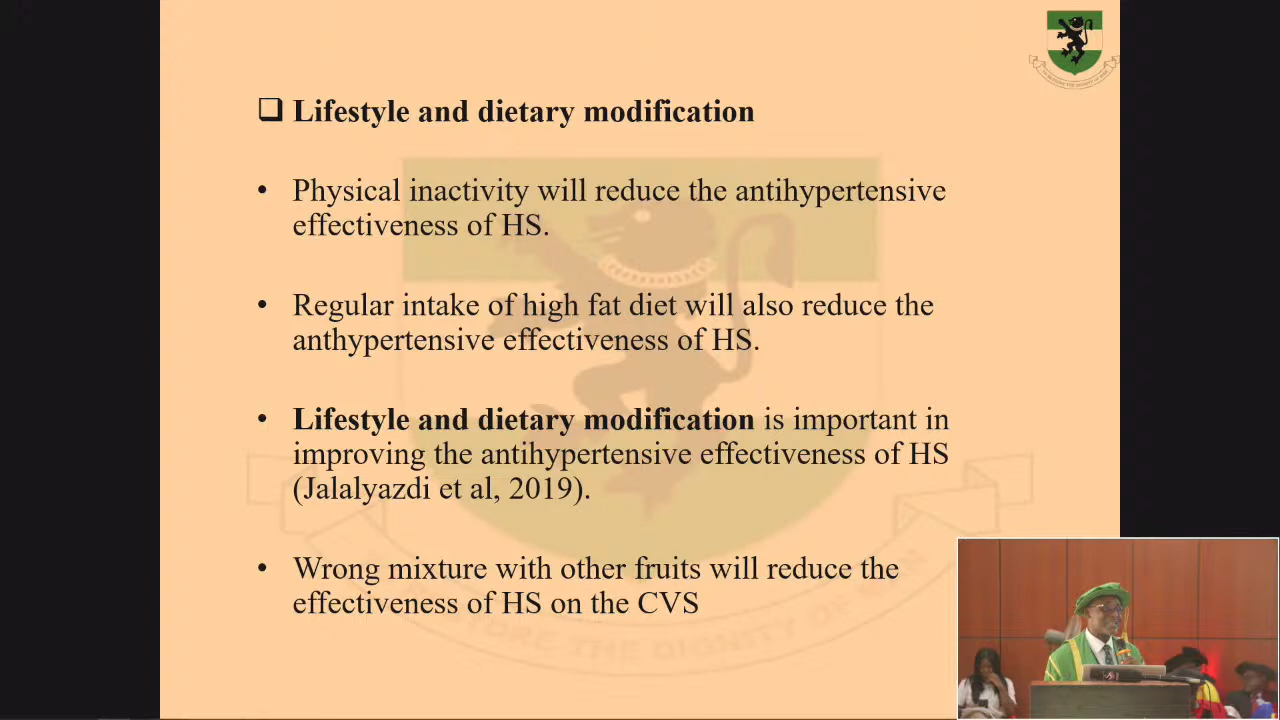 ❑ Lifestyle and dietary modification
• Physical inactivity will reduce the antihypertensive
effectiveness of HS.
• Regular intake of high fat diet will also reduce the
anthypertensive effectiveness of HS.
• Lifestyle and dietary modification is important in
improving the antihypertensive effectiveness of HS
(Jalalyazdi et al, 2019).
• Wrong mixture with other fruits will reduce the
effectiveness of HS on the CVS